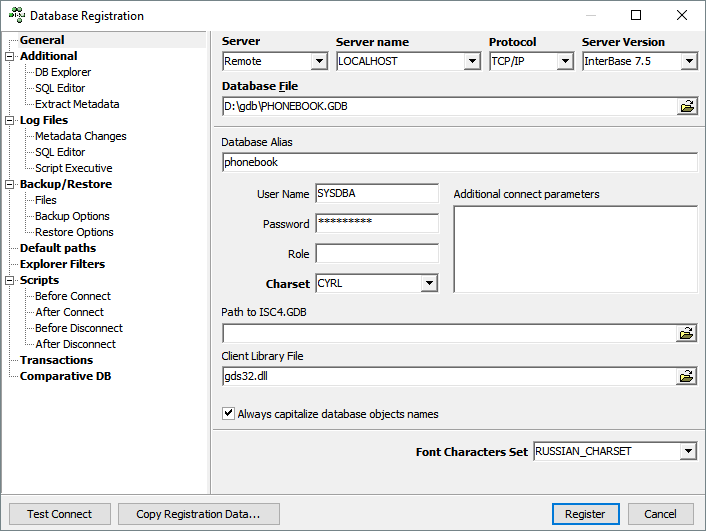 Database Registration
General
Additional
DB Explorer
SQL Editor
Extract Metadata
Log Files
Metadata Changes
SQL Editor
Script Executive
Backup/Restore
Files
Backup Options
Restore Options
Default paths
Explorer Filters
Scripts
Before Connect
After Connect
Before Disconnect
After Disconnect
Transactions
Comparative DB
Server Server name Protocol Server Version
Remote LOCALHOST TCP/IP InterBase 7.5
Database File
D:\gdb\PHONEBOOK.GDB
Database Alias
phonebook
User Name SYSDBA
Password *********
Role
Charset CYRL
Additional connect parameters
Path to ISC4.GDB
Client Library File
gds32.dll
Always capitalize database objects names
Font Characters Set RUSSIAN_CHARSET
Test Connect Copy Registration Data... Register Cancel